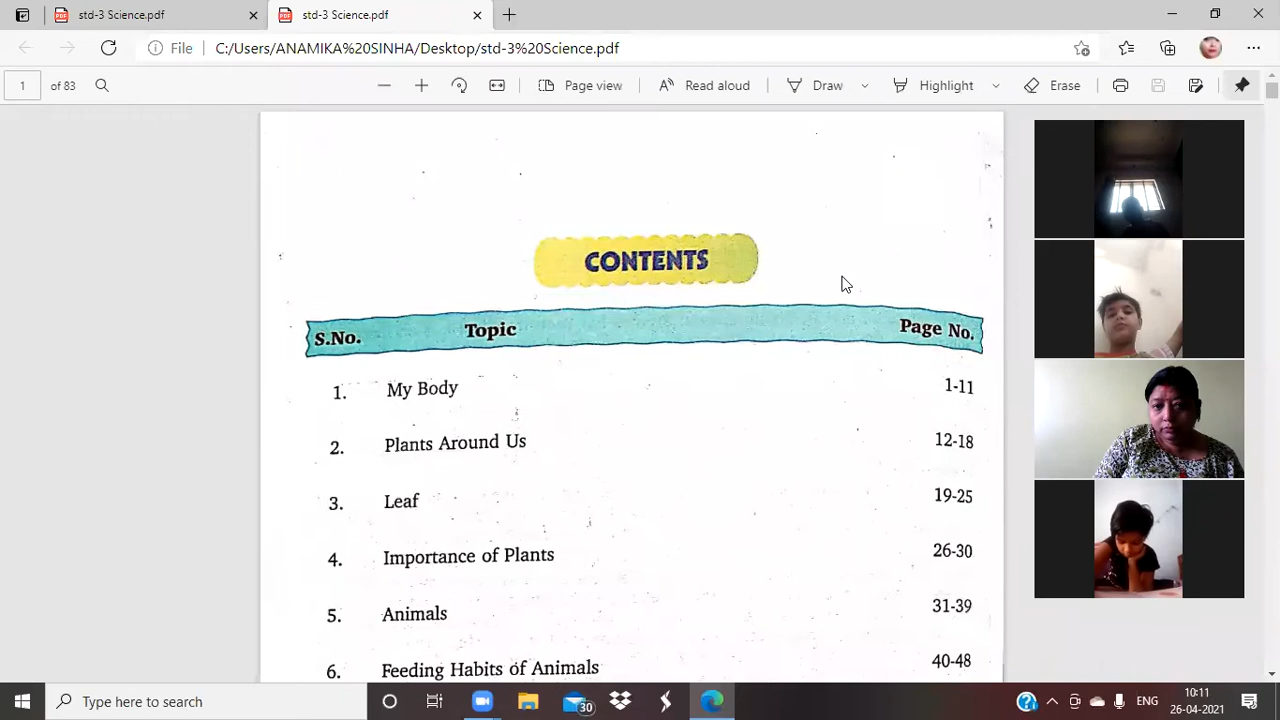 std-3 Science.pdf
std-3 Science.pdf
File
C:/Users/ANAMIKA%20SINHA/Desktop/std-3%20Science.pdf
1 of 83
Page view
Read aloud
Draw
Highlight
Erase
CONTENTS
S.No. Topic Page No.
1. My Body 1-11
2. Plants Around Us 12-18
3. Leaf 19-25
4. Importance of Plants 26-30
5. Animals 31-39
6. Feeding Habits of Animals 40-48
Type here to search
30
ENG
10:11
26-04-2021